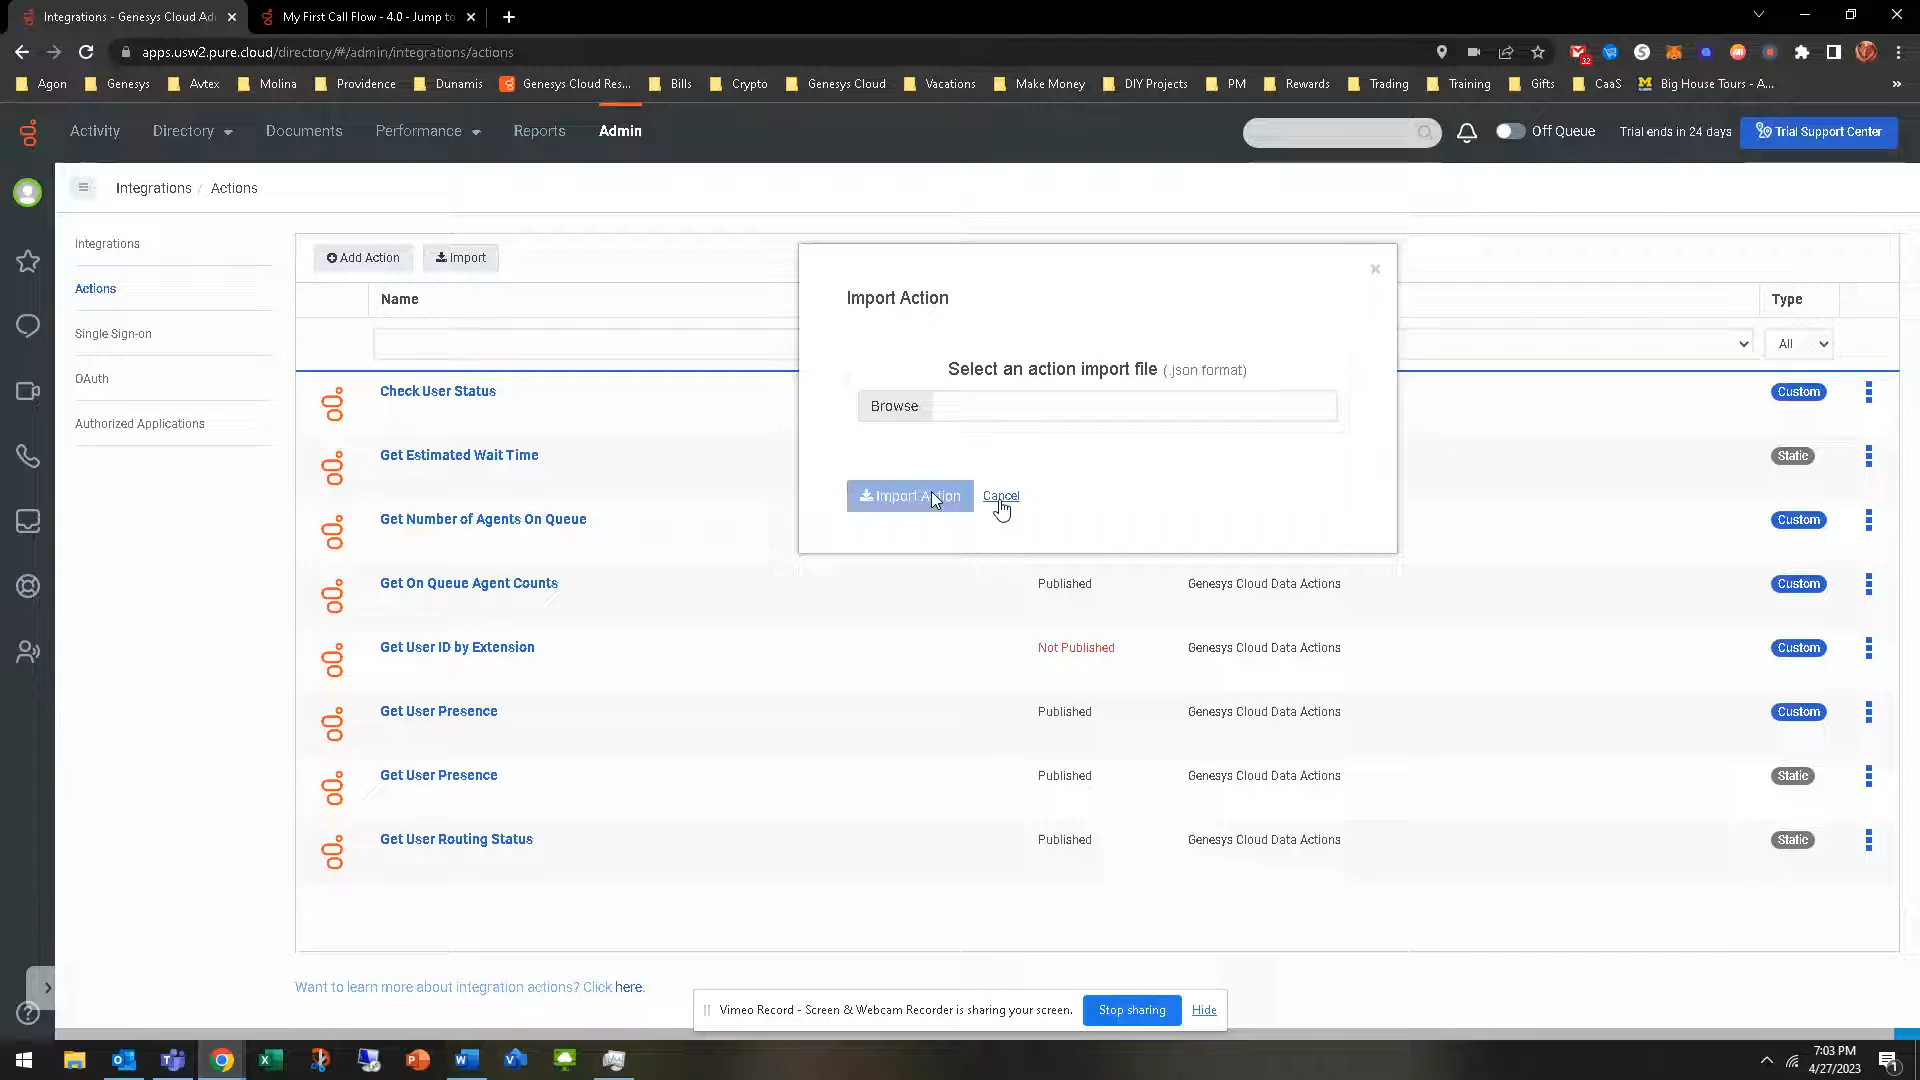 Integrations - Genesys Cloud Ad
My First Call Flow - 4.0 - Jump to
apps.usw2.pure.cloud/directory/#/admin/integrations/actions
32
Agon
Genesys
Avtex
Molina
Providence
Dunamis
Genesys Cloud Res...
Bills
Crypto
Genesys Cloud
Vacations
Make Money
DIY Projects
PM
Rewards
Trading
Training
Gifts
CaaS
Big House Tours - A...
»
Activity
Directory
Documents
Performance
Reports
Admin
Off Queue
Trial ends in 24 days
Trial Support Center
Integrations / Actions
Integrations
Actions
Single Sign-on
OAuth
Authorized Applications
Add Action
Import
Name
Type
All
Import Action
Select an action import file (.json format)
Browse
Import Action
Cancel
Check User Status
Custom
Get Estimated Wait Time
Static
Get Number of Agents On Queue
Custom
Get On Queue Agent Counts
Published
Genesys Cloud Data Actions
Custom
Get User ID by Extension
Not Published
Genesys Cloud Data Actions
Custom
Get User Presence
Published
Genesys Cloud Data Actions
Custom
Get User Presence
Published
Genesys Cloud Data Actions
Static
Get User Routing Status
Published
Genesys Cloud Data Actions
Static
Want to learn more about integration actions? Click here.
Vimeo Record - Screen & Webcam Recorder is sharing your screen.
Stop sharing
Hide
7:03 PM
4/27/2023
1